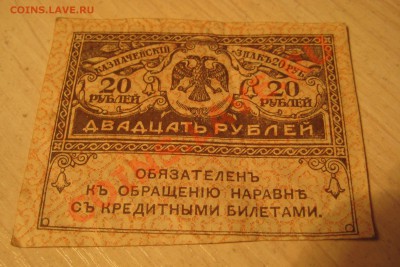 COINS.LAVE.RU
КАЗНАЧЕЙСКІЙ ЗНАКЪ 20 РУБ.
20 РУБЛЕЙ
20 РУБЛЕЙ
ДВАДЦАТЬ РУБЛЕЙ
ОБЯЗАТЕЛЕНЪ
КЪ ОБРАЩЕНІЮ НАРАВНѢ
СЪ КРЕДИТНЫМИ БИЛЕТАМИ.